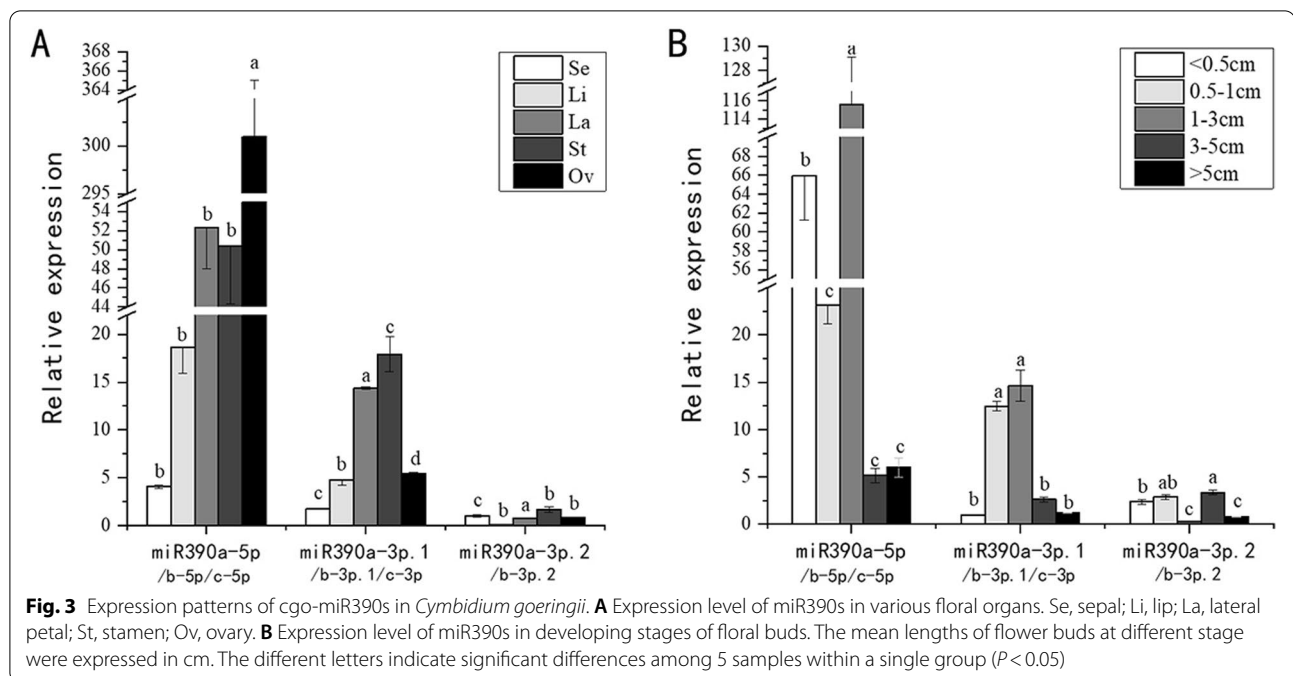 A
B
Relative expression
368
366
364
300
295
54
52
50
48
46
44
20
15
10
5
0
Se
Li
La
St
Ov
b
b
b
b
a
c
b
a
c
d
c
b
a
b
b
miR390a-5p
/b-5p/c-5p
miR390a-3p.1
/b-3p.1/c-3p
miR390a-3p.2
/b-3p.2
Relative expression
130
128
116
114
66
64
62
60
58
56
20
15
10
5
0
<0.5cm
0.5-1cm
1-3cm
3-5cm
>5cm
b
c
a
c
c
b
a
a
b
b
b
ab
c
a
c
miR390a-5p
/b-5p/c-5p
miR390a-3p.1
/b-3p.1/c-3p
miR390a-3p.2
/b-3p.2
Fig. 3 Expression patterns of cgo-miR390s in Cymbidium goeringii. A Expression level of miR390s in various floral organs. Se, sepal; Li, lip; La, lateral
petal; St, stamen; Ov, ovary. B Expression level of miR390s in developing stages of floral buds. The mean lengths of flower buds at different stage
were expressed in cm. The different letters indicate significant differences among 5 samples within a single group (P < 0.05)